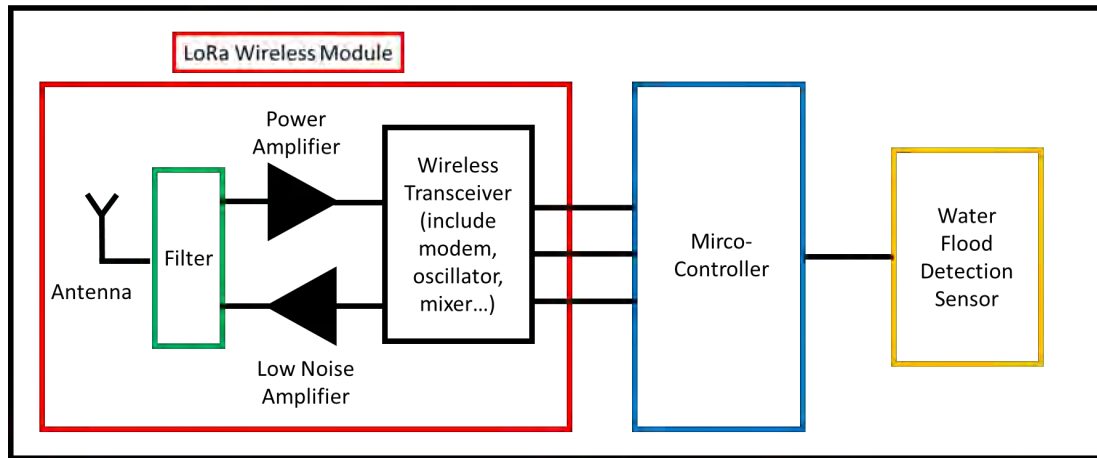 LoRa Wireless Module
Power
Amplifier
Wireless
Transceiver
(include
modem,
oscillator,
mixer...)
Filter
Antenna
Low Noise
Amplifier
Mirco-
Controller
Water
Flood
Detection
Sensor